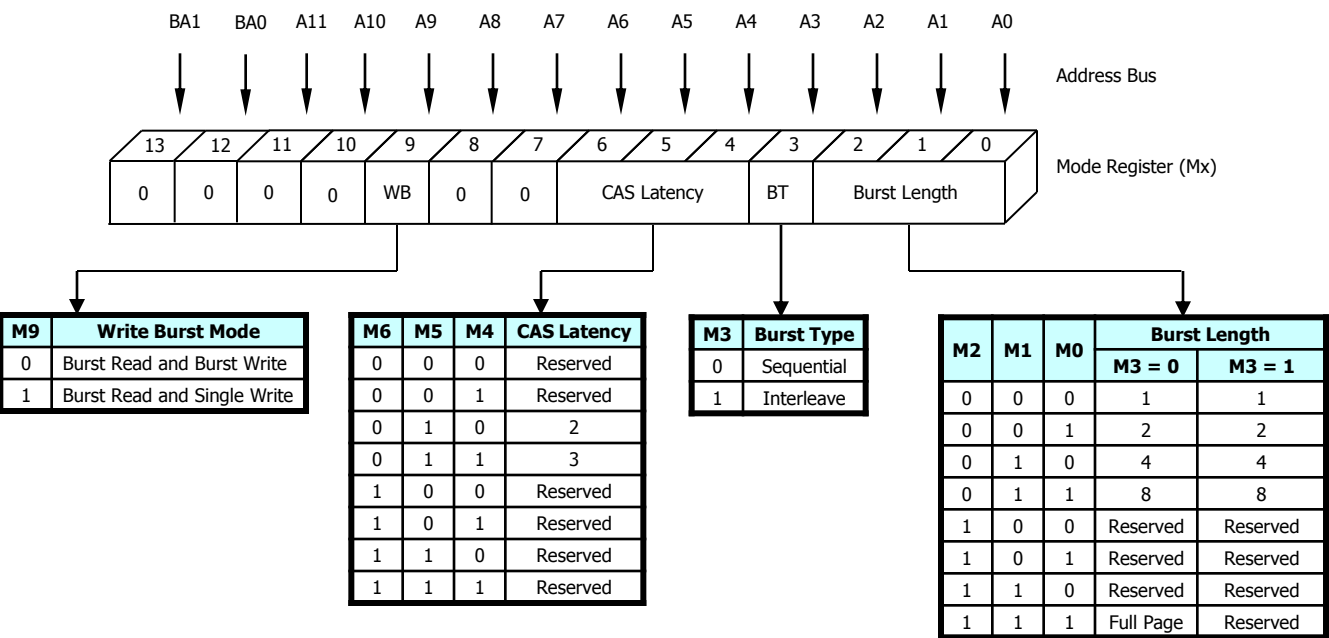 BA1 BA0 A11 A10 A9 A8 A7 A6 A5 A4 A3 A2 A1 A0
Address Bus
13 12 11 10 9 8 7 6 5 4 3 2 1 0
Mode Register (Mx)
0 0 0 0 WB 0 0 CAS Latency BT Burst Length
M9 Write Burst Mode
0 Burst Read and Burst Write
1 Burst Read and Single Write
M6 M5 M4 CAS Latency
0 0 0 Reserved
0 0 1 Reserved
0 1 0 2
0 1 1 3
1 0 0 Reserved
1 0 1 Reserved
1 1 0 Reserved
1 1 1 Reserved
M3 Burst Type
0 Sequential
1 Interleave
M2 M1 M0 Burst Length
M3 = 0 M3 = 1
0 0 0 1 1
0 0 1 2 2
0 1 0 4 4
0 1 1 8 8
1 0 0 Reserved Reserved
1 0 1 Reserved Reserved
1 1 0 Reserved Reserved
1 1 1 Full Page Reserved